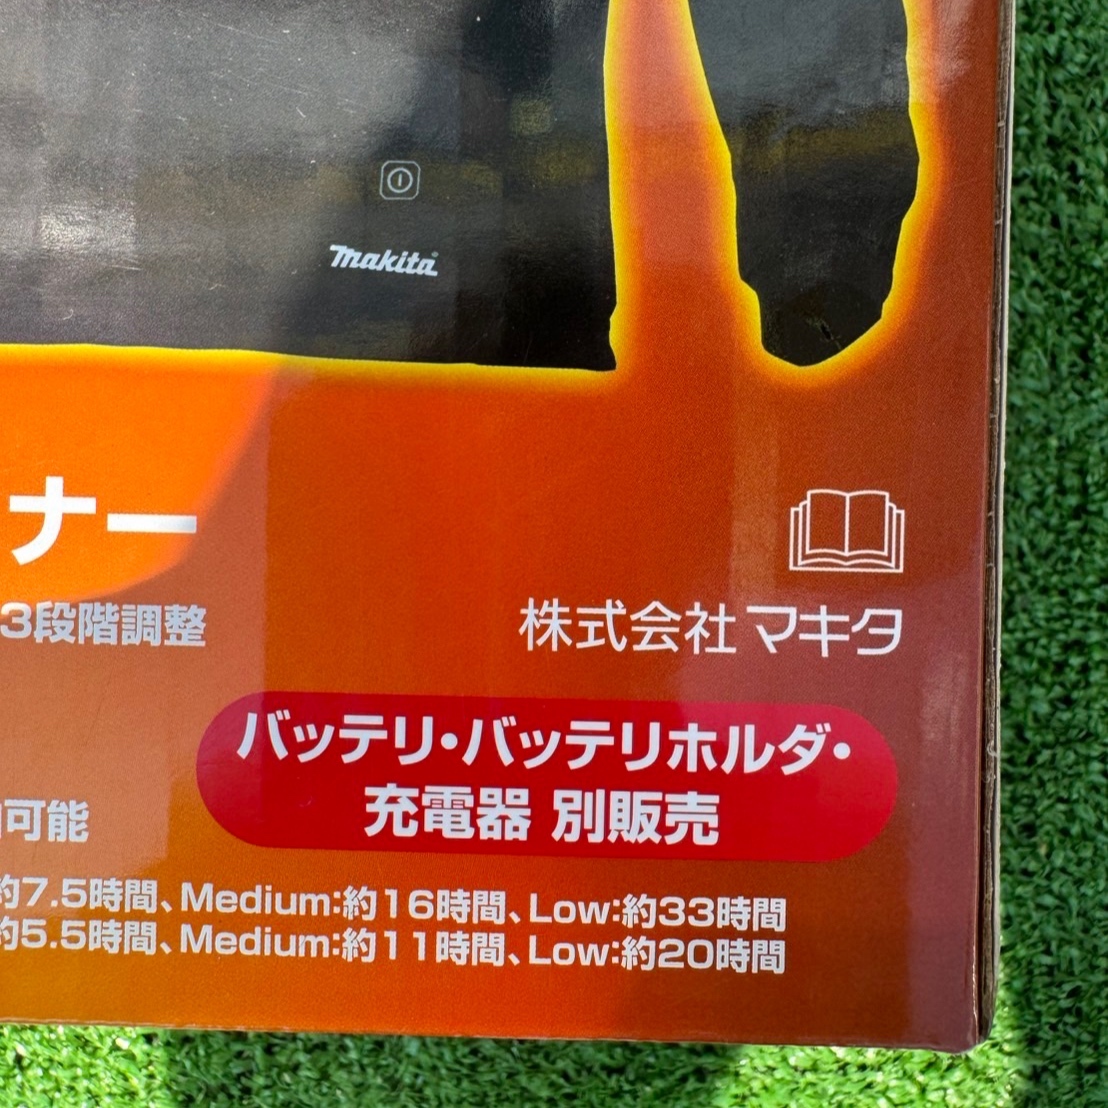 makita
ナー
3段階調整
株式会社マキタ
バッテリ・バッテリホルダ・
充電器 別販売
可能
約7.5時間、Medium:約16時間、Low:約33時間
約5.5時間、Medium:約11時間、Low:約20時間